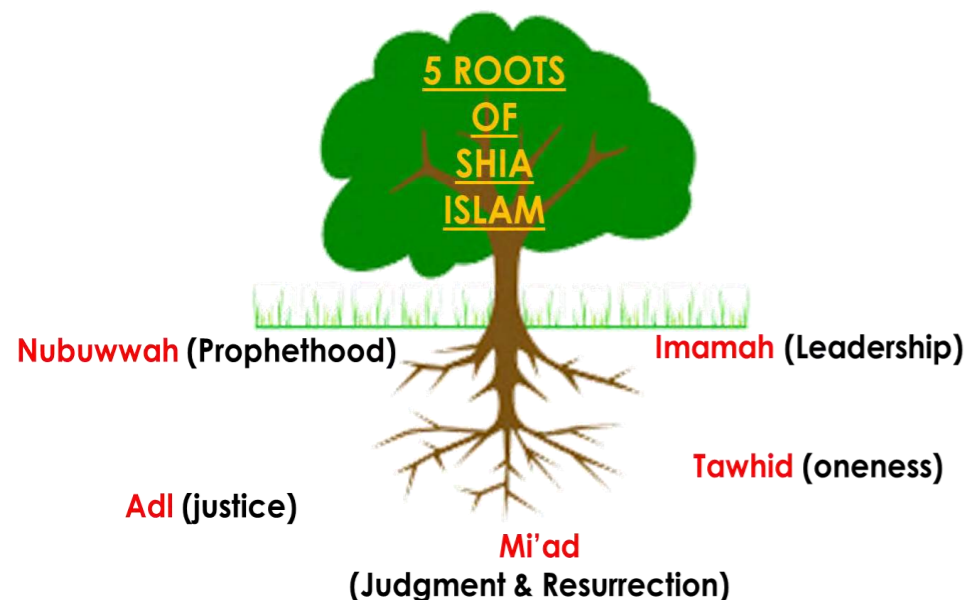 5 ROOTS
OF
SHIA
ISLAM
Nubuwwah (Prophethood)
Imamah (Leadership)
Tawhid (oneness)
Adl (justice)
Mi’ad
(Judgment & Resurrection)